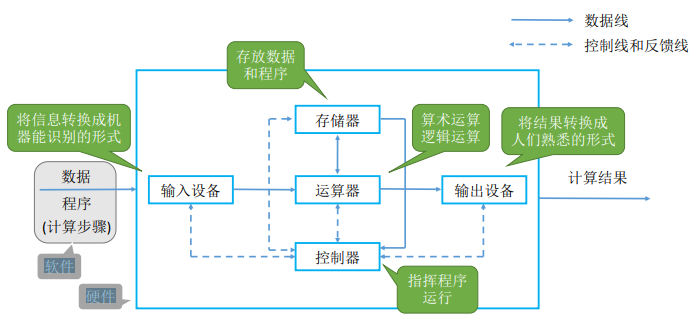 数据线
控制线和反馈线
存放数据
和程序
将信息转换成机
器能识别的形式
存储器
算术运算
逻辑运算
将结果转换成
人们熟悉的形式
数据
程序
(计算步骤)
输入设备
运算器
输出设备
计算结果
控制器
软件
硬件
指挥程序
运行